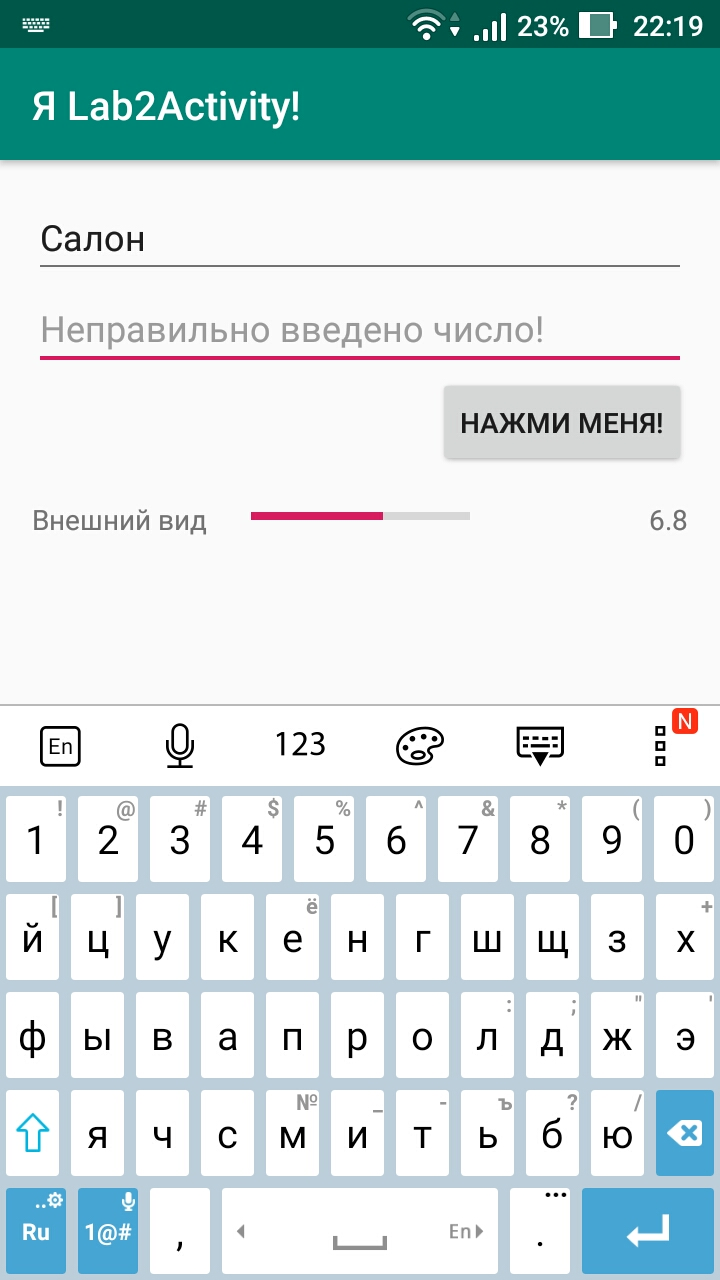 23% 22:19
Я Lab2Activity!
Салон
Неправильно введено число!
НАЖМИ МЕНЯ!
Внешний вид 6.8
En 123 N
! @ # $ % ^ & * ( )
1 2 3 4 5 6 7 8 9 0
[ ] ё +
й ц у к е н г ш щ з х
: ; " '
ф ы в а п р о л д ж э
№ _ - ъ ? /
я ч с м и т ь б ю
Ru 1@# , En . ...